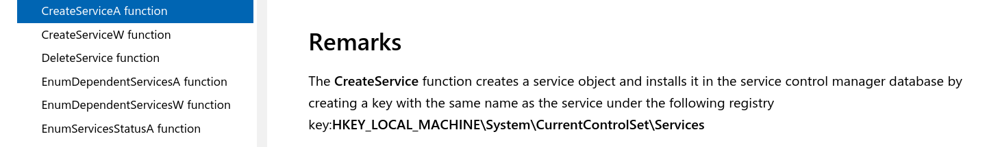 CreateServiceA function
CreateServiceW function
DeleteService function
EnumDependentServicesA function
EnumDependentServicesW function
EnumServicesStatusA function
Remarks
The CreateService function creates a service object and installs it in the service control manager database by
creating a key with the same name as the service under the following registry
key:HKEY_LOCAL_MACHINE\System\CurrentControlSet\Services